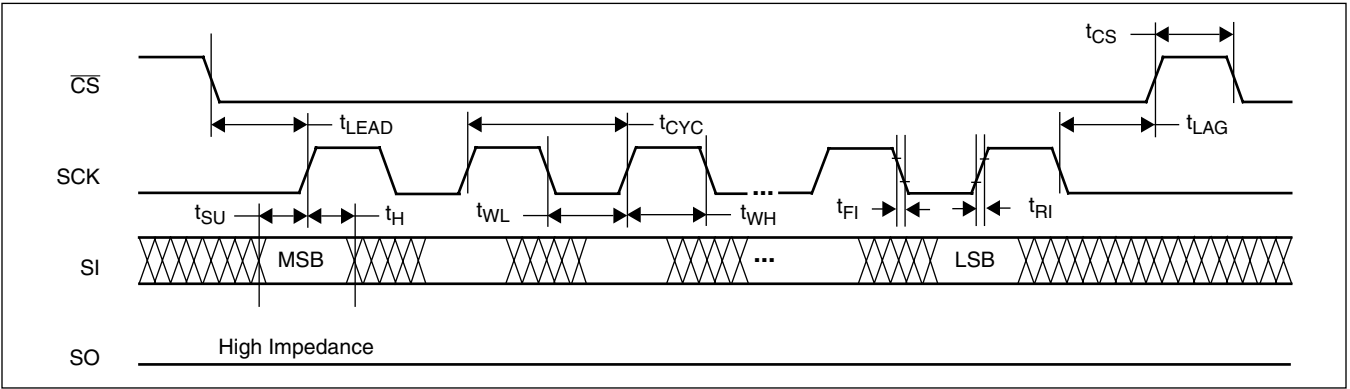 tCS
CS
tLEAD
tCYC
tLAG
SCK
tSU
tH
tWL
tWH
tFI
tRI
...
SI
MSB
...
LSB
SO
High Impedance